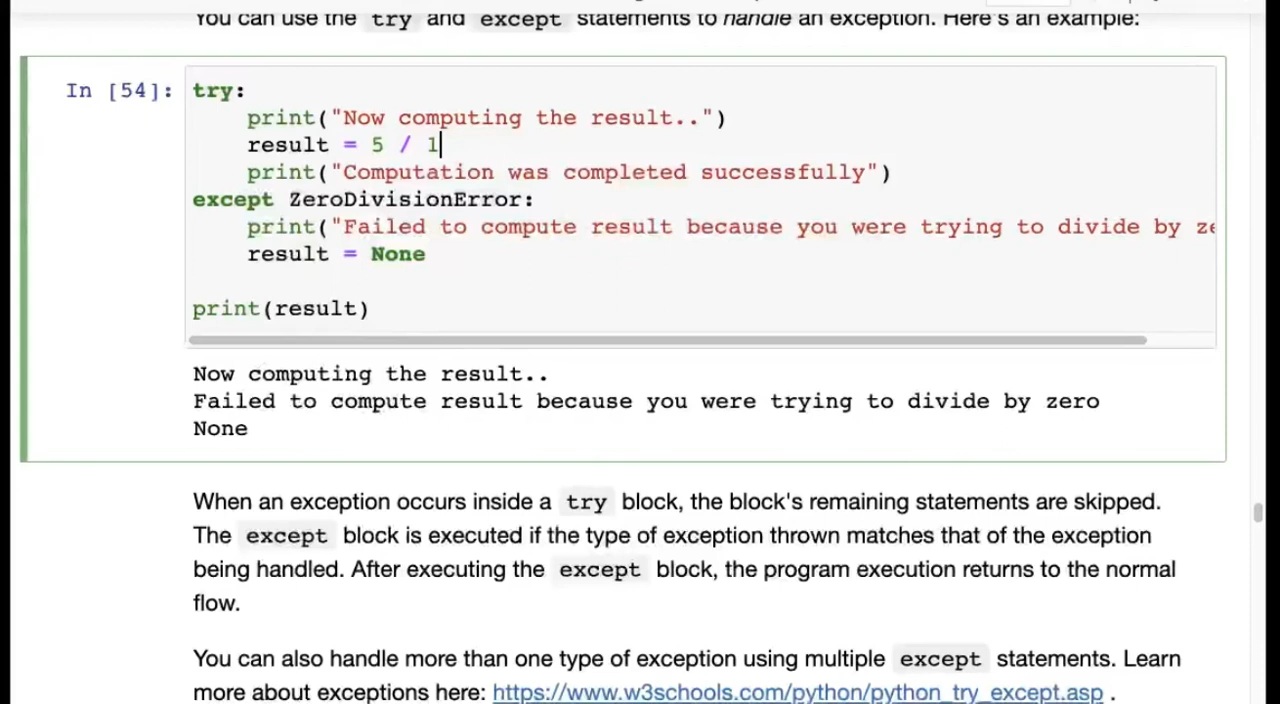 You can use the try and except statements to handle an exception. Here's an example:
In [54]: try:
print("Now computing the result..")
result = 5 / 1
print("Computation was completed successfully")
except ZeroDivisionError:
print("Failed to compute result because you were trying to divide by ze
result = None
print(result)
Now computing the result..
Failed to compute result because you were trying to divide by zero
None
When an exception occurs inside a try block, the block's remaining statements are skipped.
The except block is executed if the type of exception thrown matches that of the exception
being handled. After executing the except block, the program execution returns to the normal
flow.
You can also handle more than one type of exception using multiple except statements. Learn
more about exceptions here: https://www.w3schools.com/python/python_try_except.asp .